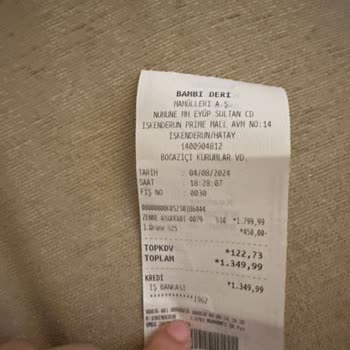 BAMBİ DERİ
MAMÜLLERİ A.Ş.
NUMUNE MH EYÜP SULTAN CD
İSKENDERUN PRIME MALL AVM NO:14
İSKENDERUN/HATAY
1400904812
BOĞAZİÇİ KURUMLAR VD.
TARİH : 04/08/2024
SAAT : 18:28:07
FİŞ NO : 0030
%10 *1.799,99
*450,00-
TOPKDV *122,73
TOPLAM *1.349,99
KREDİ *1.349,99
İŞ BANKASI
************1962